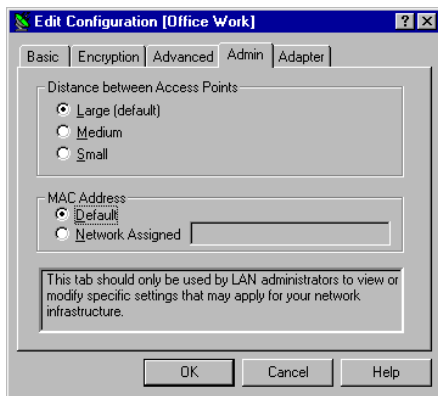 Edit Configuration [Office Work]
Basic Encryption Advanced Admin Adapter
Distance between Access Points
Large (default)
Medium
Small
MAC Address
Default
Network Assigned
This tab should only be used by LAN administrators to view or
modify specific settings that may apply for your network
infrastructure.
OK Cancel Help